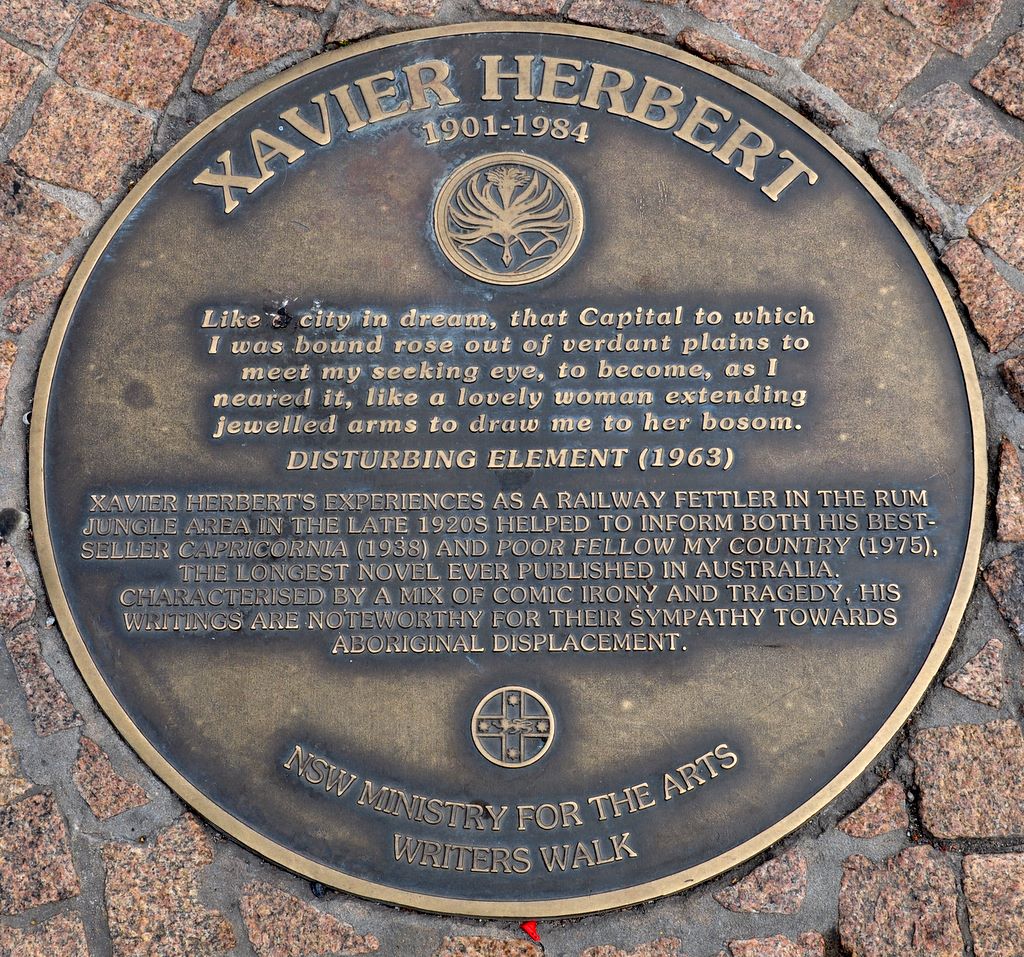 XAVIER HERBERT
1901-1984
Like a city in dream, that Capital to which
I was bound rose out of verdant plains to
meet my seeking eye, to become, as I
neared it, like a lovely woman extending
jewelled arms to draw me to her bosom.
DISTURBING ELEMENT (1963)
XAVIER HERBERT'S EXPERIENCES AS A RAILWAY FETTLER IN THE RUM
JUNGLE AREA IN THE LATE 1920S HELPED TO INFORM BOTH HIS BEST-
SELLER CAPRICORNIA (1938) AND POOR FELLOW MY COUNTRY (1975),
THE LONGEST NOVEL EVER PUBLISHED IN AUSTRALIA.
CHARACTERISED BY A MIX OF COMIC IRONY AND TRAGEDY, HIS
WRITINGS ARE NOTEWORTHY FOR THEIR SYMPATHY TOWARDS
ABORIGINAL DISPLACEMENT.
NSW MINISTRY FOR THE ARTS
WRITERS WALK